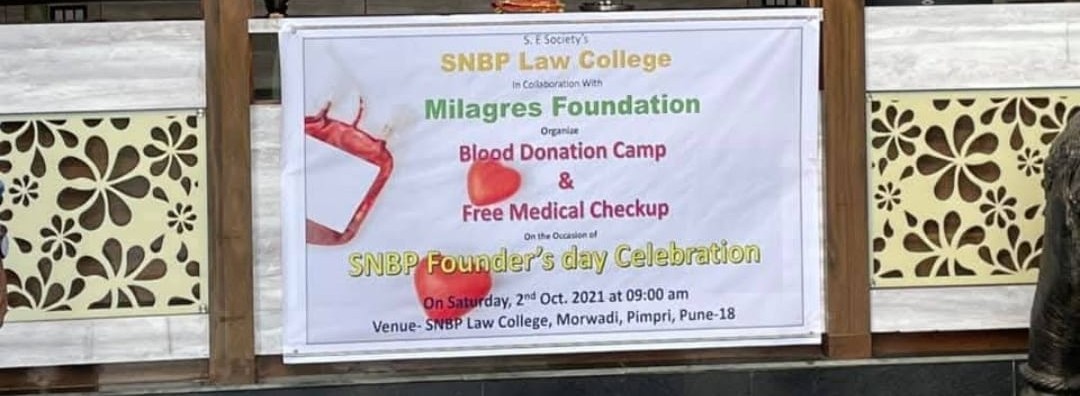 S. E Society's
SNBP Law College
In Collaboration With
Milagres Foundation
Organize
Blood Donation Camp
&
Free Medical Checkup
On the Occasion of
SNBP Founder's day Celebration
On Saturday, 2nd Oct. 2021 at 09:00 am
Venue- SNBP Law College, Morwadi, Pimpri, Pune-18